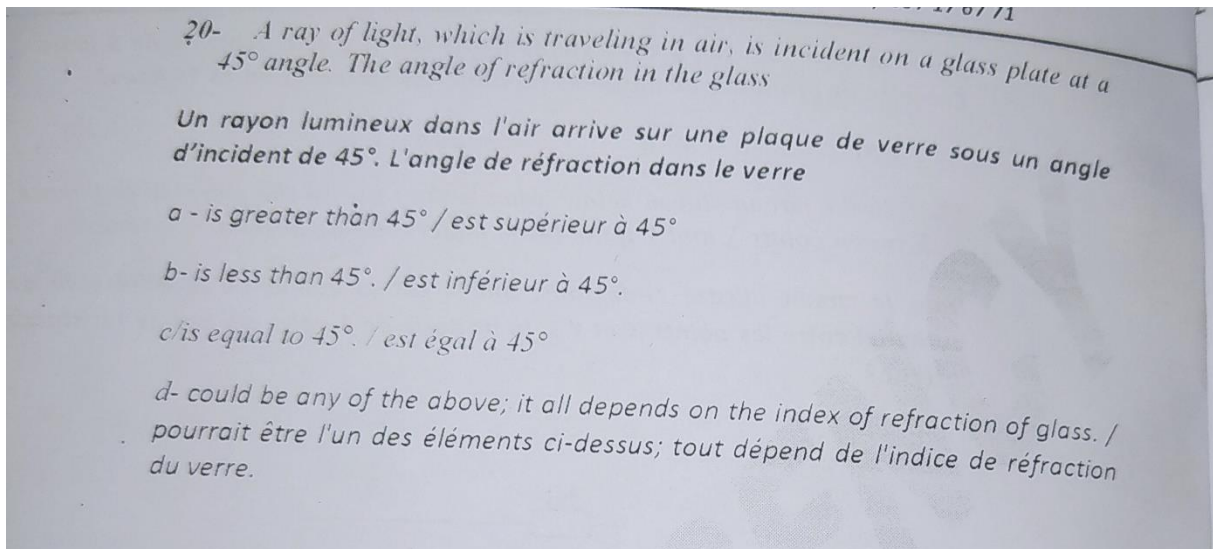 20- A ray of light, which is traveling in air, is incident on a glass plate at a
45° angle. The angle of refraction in the glass
Un rayon lumineux dans l'air arrive sur une plaque de verre sous un angle
d'incident de 45°. L'angle de réfraction dans le verre
a - is greater than 45° / est supérieur à 45°
b- is less than 45°. / est inférieur à 45°.
c/is equal to 45°. / est égal à 45°
d- could be any of the above; it all depends on the index of refraction of glass. /
pourrait être l'un des éléments ci-dessus; tout dépend de l'indice de réfraction
du verre.